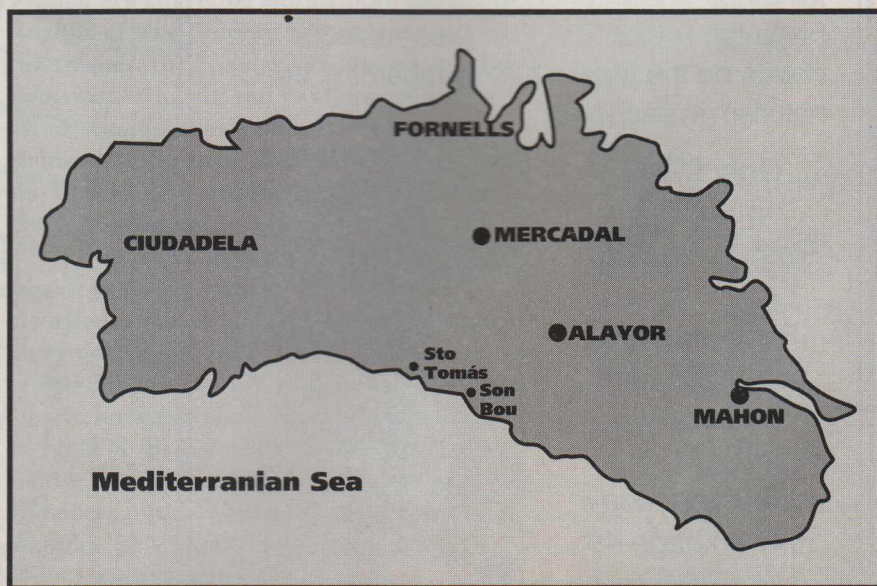 FORNELLS
CIUDADELA
MERCADAL
ALAYOR
Sto
Tomás
Son
Bou
MAHON
Mediterranian Sea